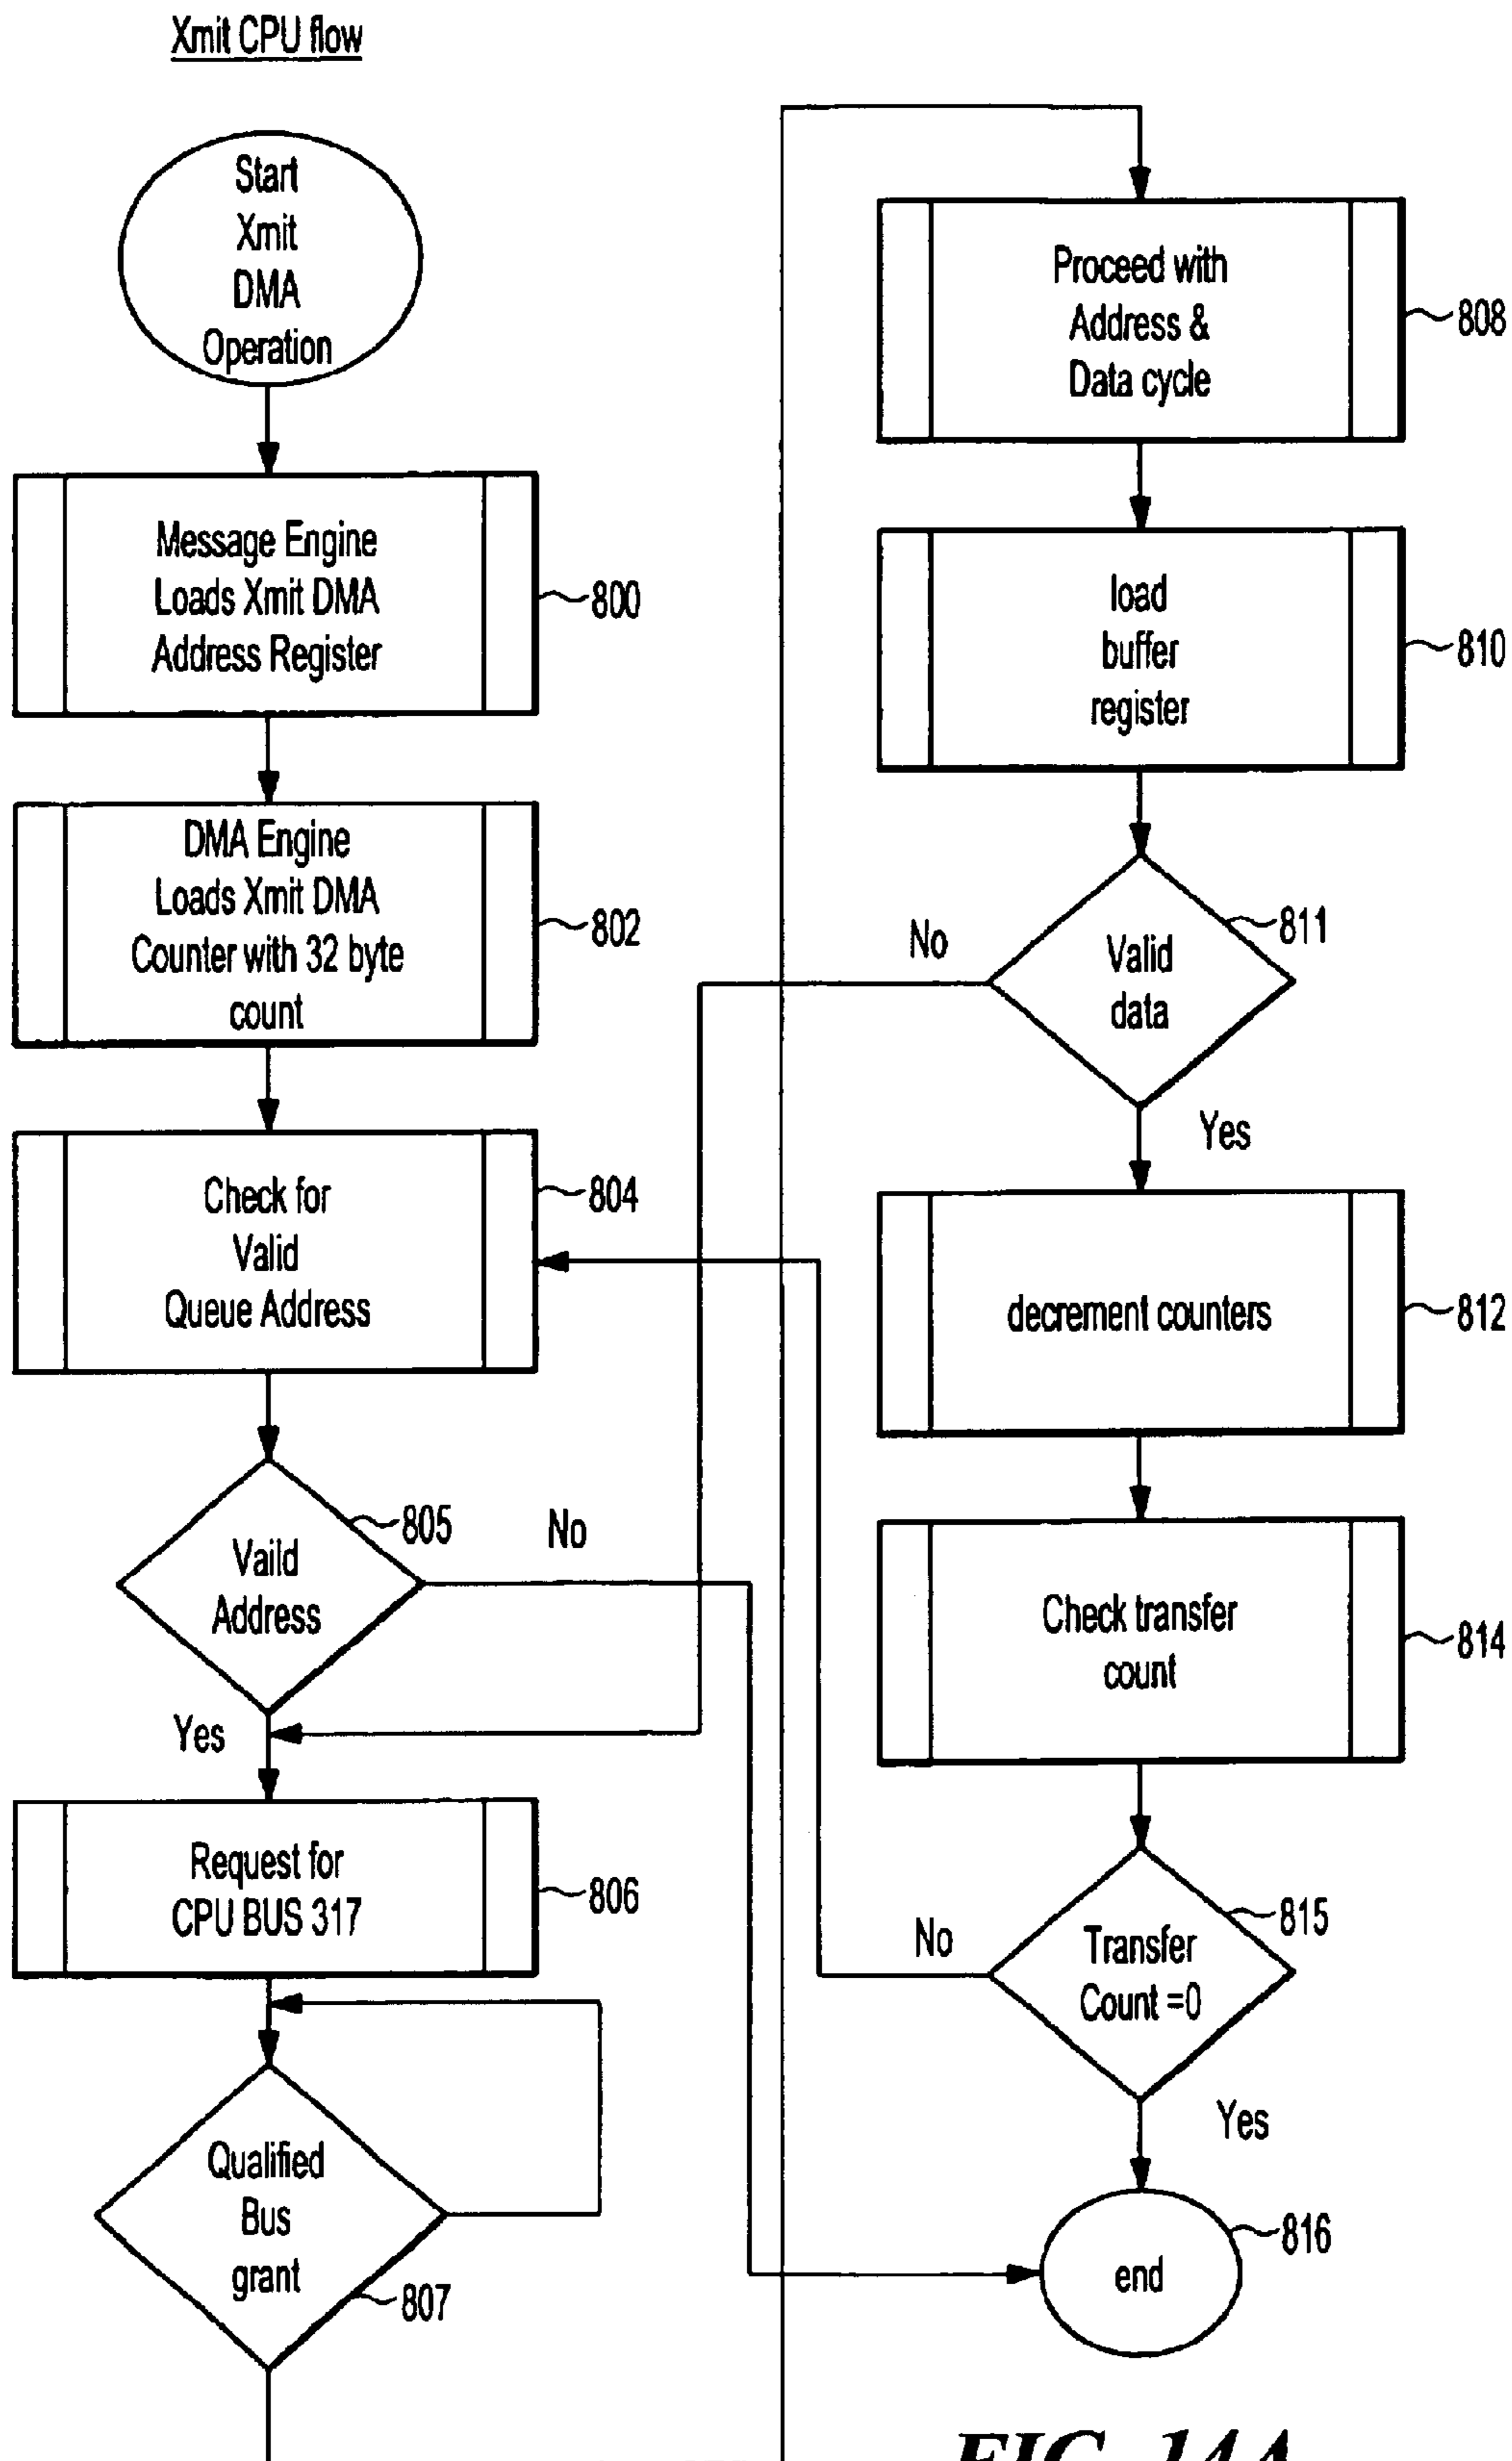 Xmit CPU flow
Start
Xmit
DMA
Operation
Message Engine
Loads Xmit DMA
Address Register
800
DMA Engine
Loads Xmit DMA
Counter with 32 byte
count
802
Check for
Valid
Queue Address
804
Vaild
Address
805
No
Yes
Request for
CPU BUS 317
806
Qualified
Bus
grant
807
Proceed with
Address &
Data cycle
808
load
buffer
register
810
Valid
data
811
No
Yes
decrement counters
812
Check transfer
count
814
Transfer
Count =0
815
No
Yes
end
816
FIG. 14A